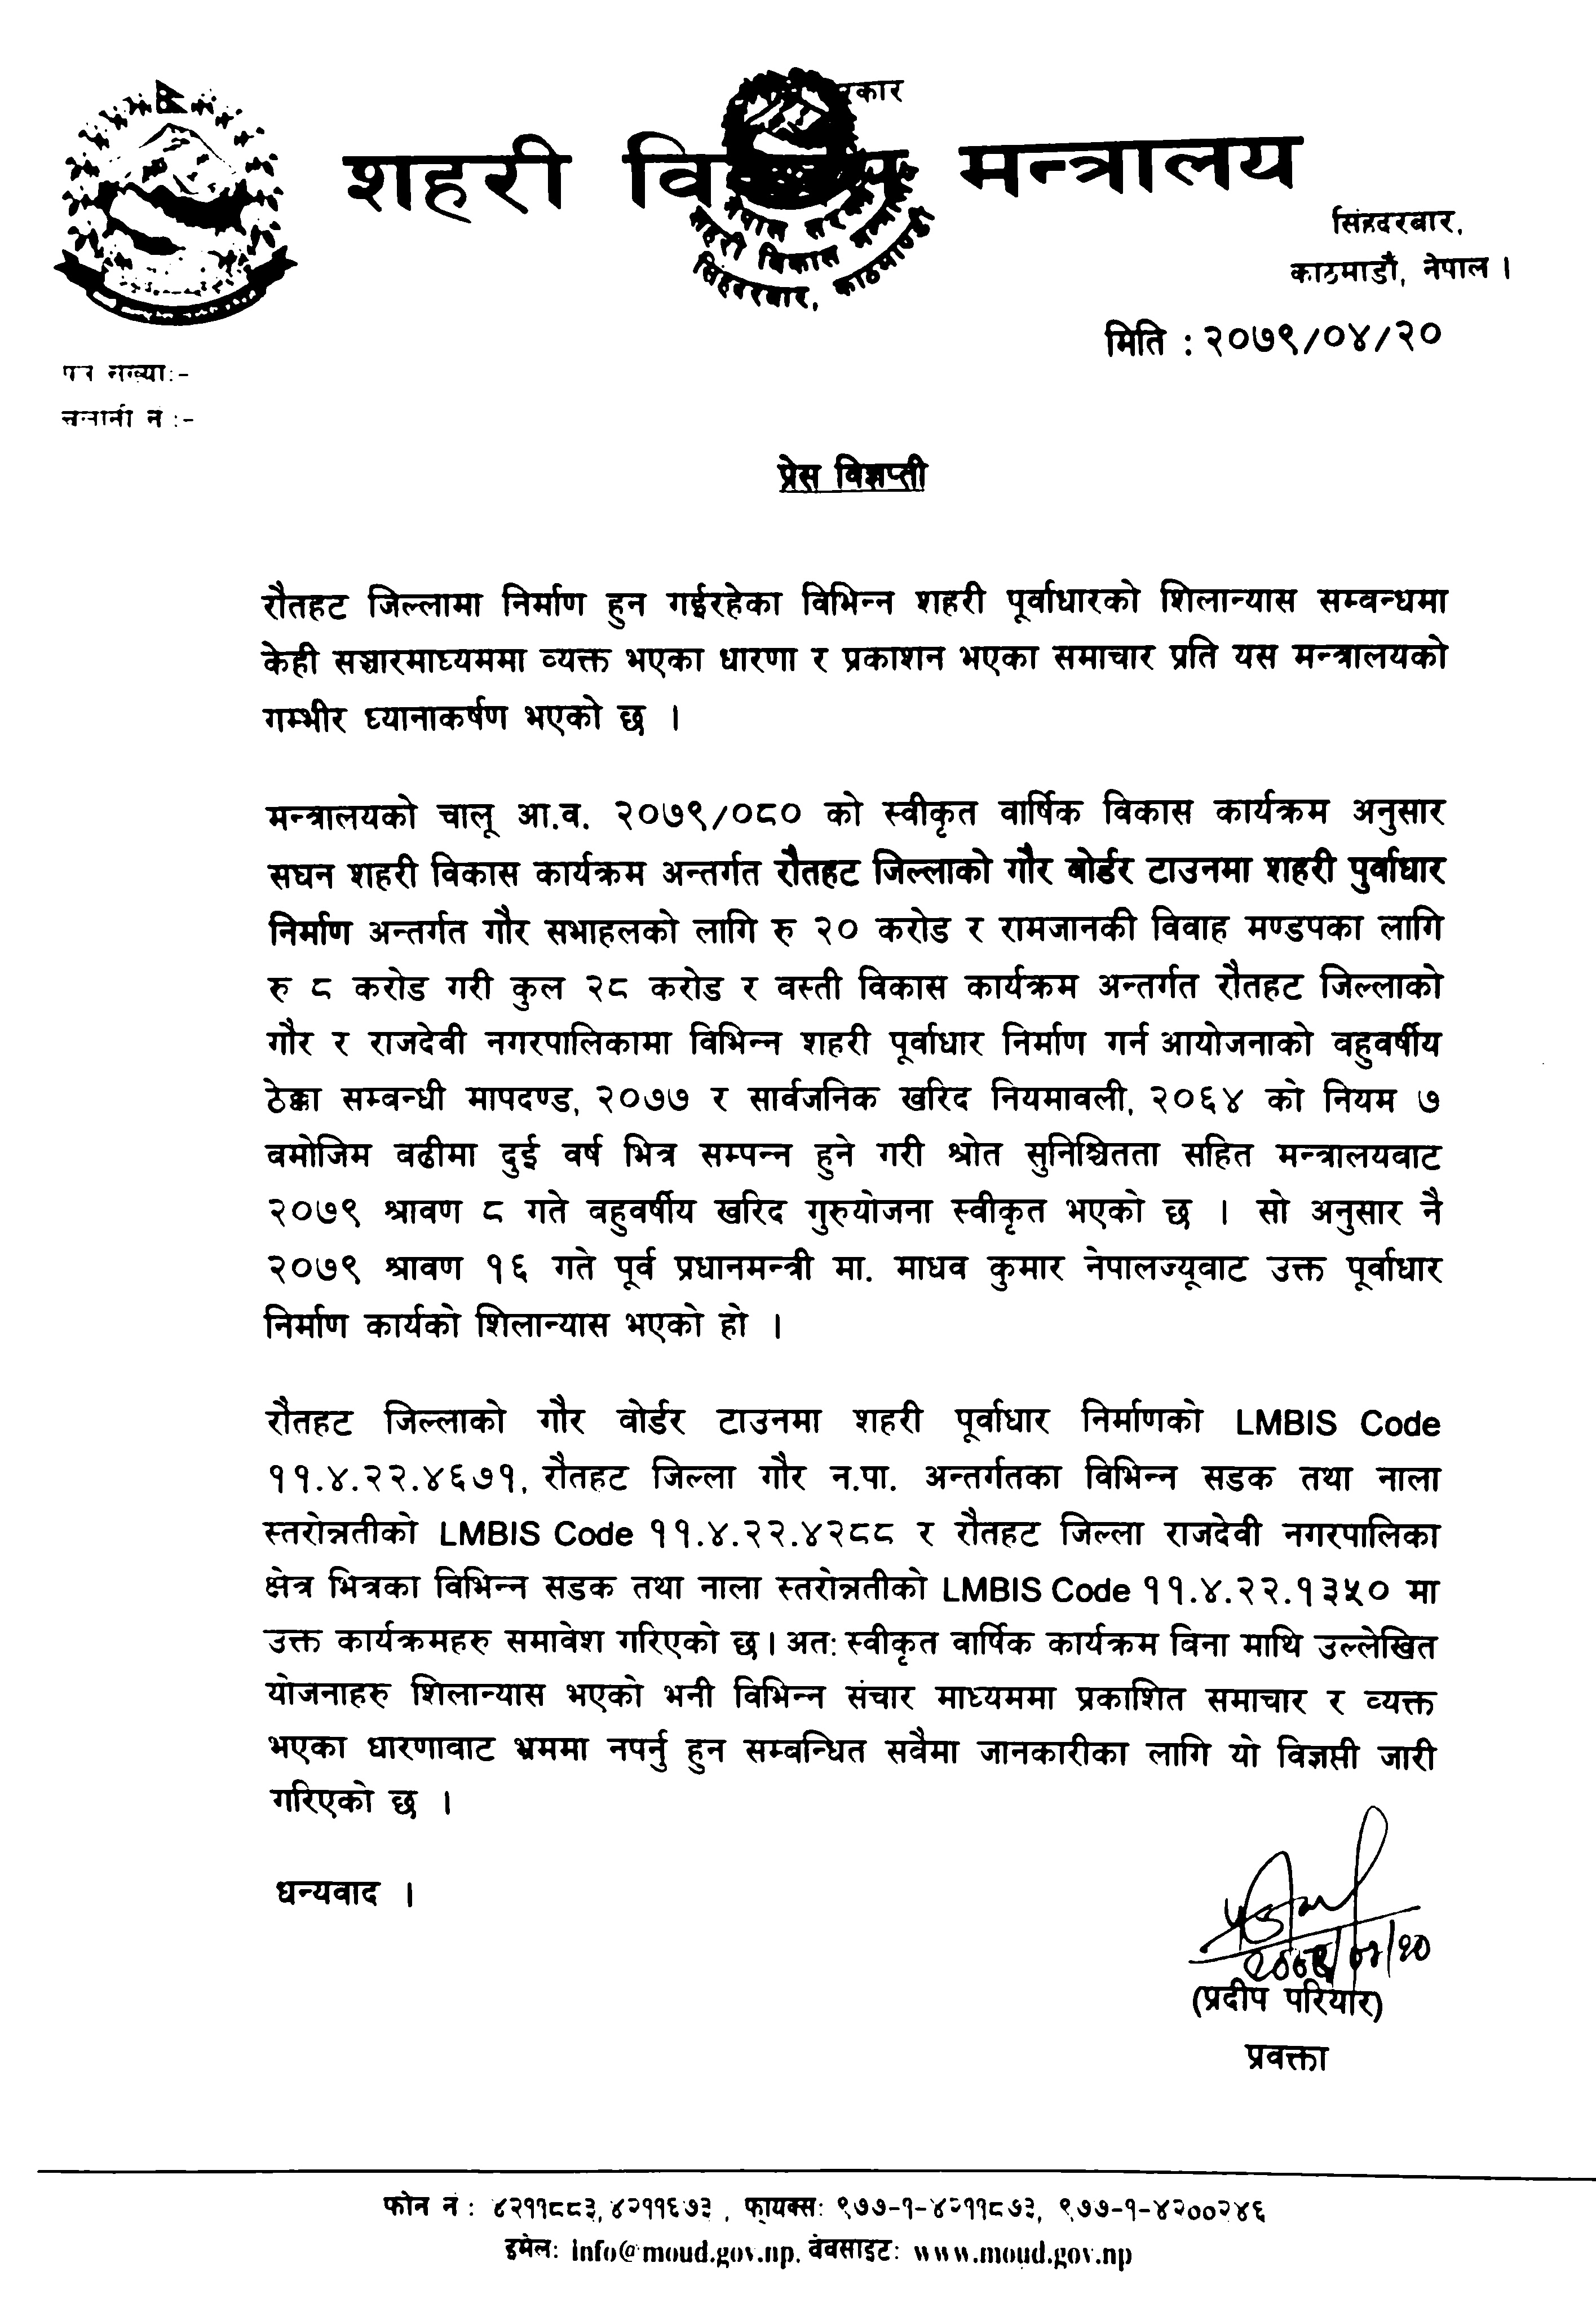 सरकार
शहरी विकास मन्त्रालय
नेपाल सरकार
शहरी विकास मन्त्रालय
सिंहदरबार, काठमाण्डौ
सिंहदरबार,
काठमाडौं, नेपाल ।
मिति : २०७९/०४/२०
पत्र संख्याः-
चलानी नं :-
प्रेस विज्ञप्ती
रौतहट जिल्लामा निर्माण हुन गईरहेका विभिन्न शहरी पूर्वाधारको शिलान्यास सम्वन्धमा
केही सञ्चारमाध्यममा व्यक्त भएका धारणा र प्रकाशन भएका समाचार प्रति यस मन्त्रालयको
गम्भीर ध्यानाकर्षण भएको छ ।
मन्त्रालयको चालू आ.व. २०७९/०८० को स्वीकृत वार्षिक विकास कार्यक्रम अनुसार
सघन शहरी विकास कार्यक्रम अन्तर्गत रौतहट जिल्लाको गौर बोर्डर टाउनमा शहरी पुर्वाधार
निर्माण अन्तर्गत गौर सभाहलको लागि रु २० करोड र रामजानकी विवाह मण्डपका लागि
रु ८ करोड गरी कुल २८ करोड र वस्ती विकास कार्यक्रम अन्तर्गत रौतहट जिल्लाको
गौर र राजदेवी नगरपालिकामा विभिन्न शहरी पूर्वाधार निर्माण गर्न आयोजनाको बहुवर्षीय
ठेक्का सम्वन्धी मापदण्ड, २०७७ र सार्वजनिक खरिद नियमावली, २०६४ को नियम ७
वमोजिम वढीमा दुई वर्ष भित्र सम्पन्न हुने गरी श्रोत सुनिश्चितता सहित मन्त्रालयवाट
२०७९ श्रावण ८ गते बहुवर्षीय खरिद गुरुयोजना स्वीकृत भएको छ । सो अनुसार नै
२०७९ श्रावण १६ गते पूर्व प्रधानमन्त्री मा. माधव कुमार नेपालज्यूवाट उक्त पूर्वाधार
निर्माण कार्यको शिलान्यास भएको हो ।
रौतहट जिल्लाको गौर वोर्डर टाउनमा शहरी पूर्वाधार निर्माणको LMBIS Code
११.४.२२.४६७१, रौतहट जिल्ला गौर न.पा. अन्तर्गतका विभिन्न सडक तथा नाला
स्तरोन्नतीको LMBIS Code ११.४.२२.४२८८ र रौतहट जिल्ला राजदेवी नगरपालिका
क्षेत्र भित्रका विभिन्न सडक तथा नाला स्तरोन्नतीको LMBIS Code ११.४.२२.१३५० मा
उक्त कार्यक्रमहरु समावेश गरिएको छ । अतः स्वीकृत वार्षिक कार्यक्रम विना माथि उल्लेखित
योजनाहरु शिलान्यास भएको भनी विभिन्न संचार माध्यममा प्रकाशित समाचार र व्यक्त
भएका धारणावाट भ्रममा नपर्नु हुन सम्बन्धित सवैमा जानकारीका लागि यो विज्ञप्ती जारी
गरिएको छ ।
धन्यवाद ।
२०७९/०४/२०
(प्रदीप परियार)
प्रवक्ता
फोन नं : ४२११८८३, ४२११६७३ , फ्यायक्सः ९७७-१-४२११८७३, ९७७-१-४२००२४६
इमेलः info@moud.gov.np, वेवसाइटः www.moud.gov.np